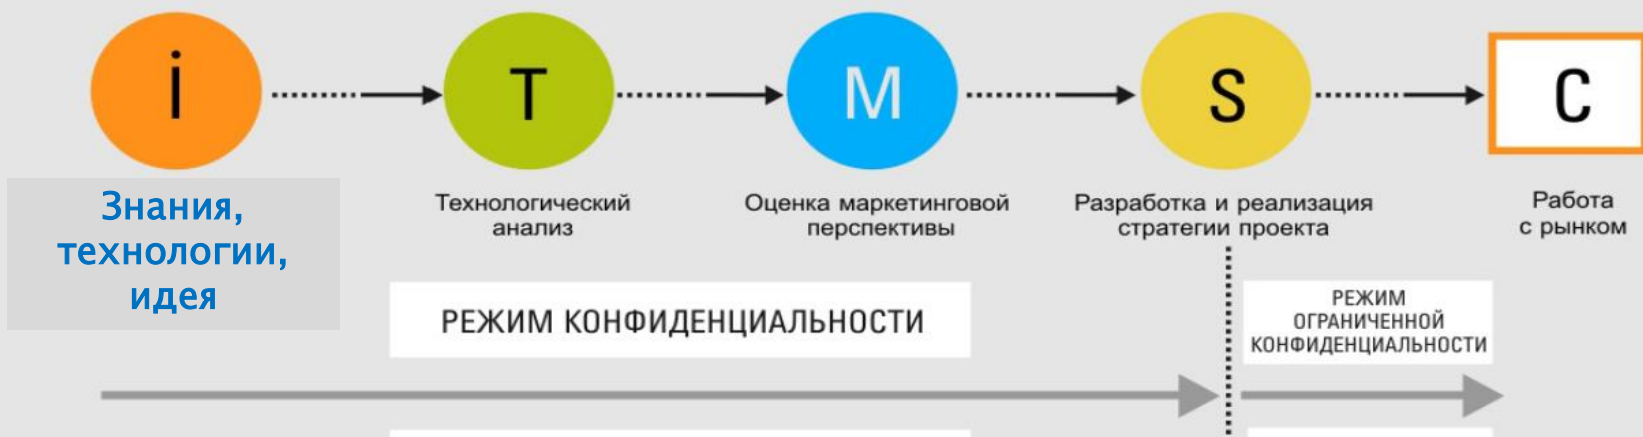 i
T
M
S
C
Знания,
технологии,
идея
Технологический
анализ
Оценка маркетинговой
перспективы
Разработка и реализация
стратегии проекта
Работа
с рынком
РЕЖИМ КОНФИДЕНЦИАЛЬНОСТИ
РЕЖИМ
ОГРАНИЧЕННОЙ
КОНФИДЕНЦИАЛЬНОСТИ